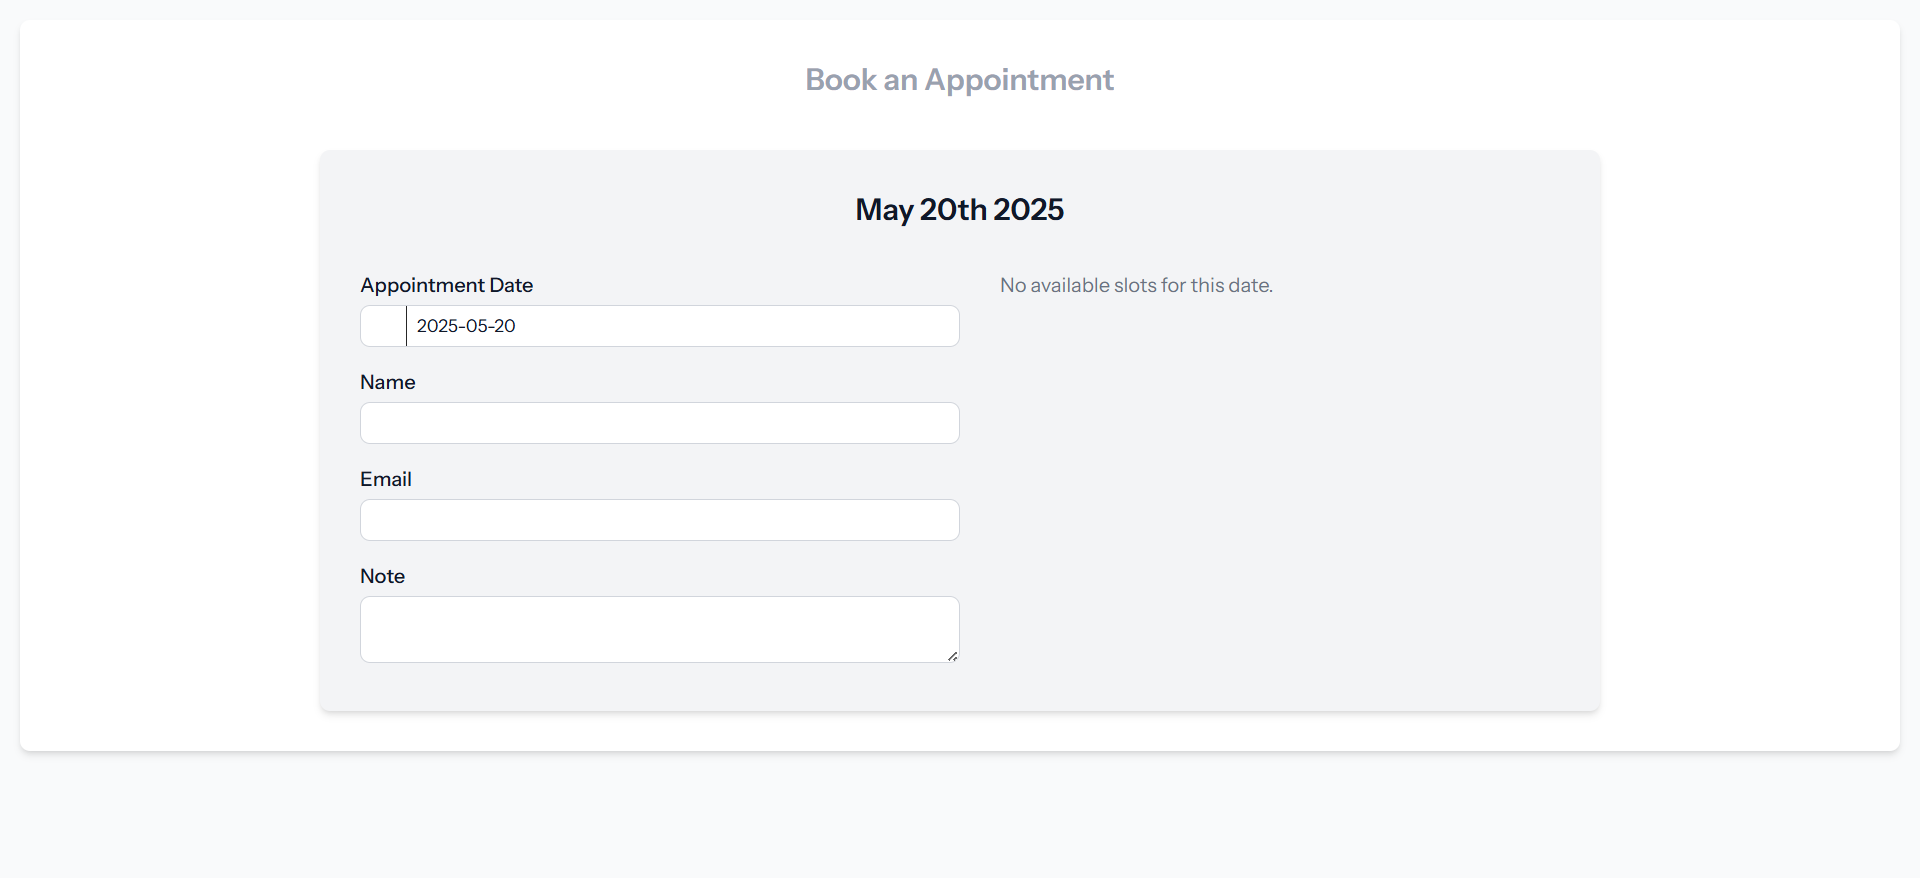 Book an Appointment
May 20th 2025
Appointment Date
2025-05-20
No available slots for this date.
Name
Email
Note